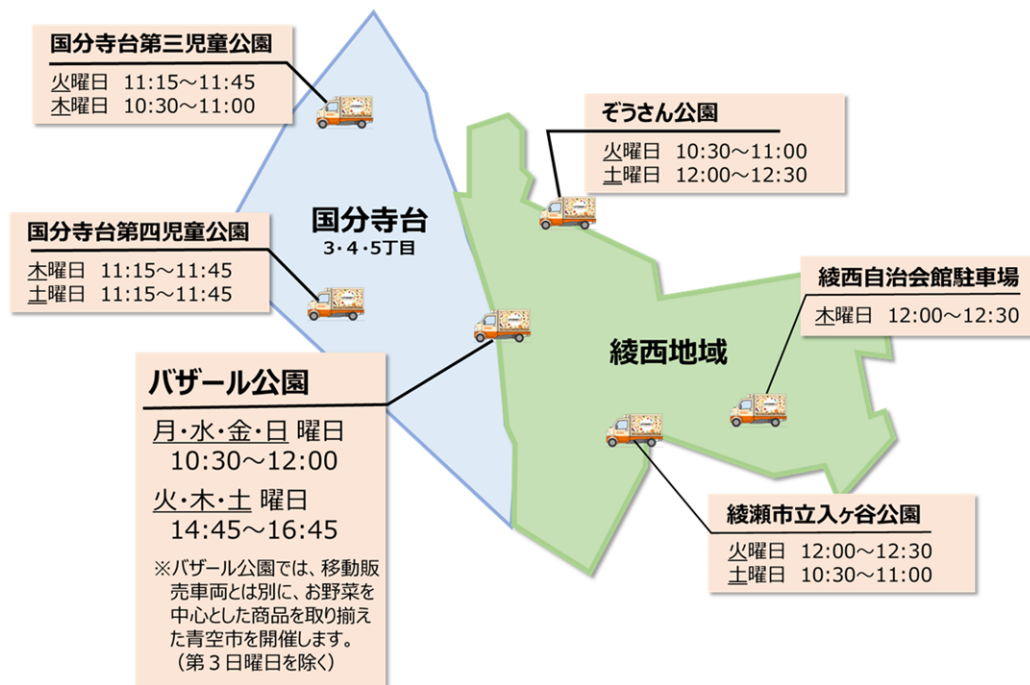 国分寺台第三児童公園
火曜日 11:15～11:45
木曜日 10:30～11:00
ぞうさん公園
火曜日 10:30～11:00
土曜日 12:00～12:30
国分寺台
3・4・5丁目
国分寺台第四児童公園
木曜日 11:15～11:45
土曜日 11:15～11:45
綾西自治会館駐車場
木曜日 12:00～12:30
綾西地域
バザール公園
月・水・金・日 曜日
10:30～12:00
火・木・土 曜日
14:45～16:45
※バザール公園では、移動販
売車両とは別に、お野菜を
中心とした商品を取り揃え
た青空市を開催します。
（第３日曜日を除く）
綾瀬市立入ヶ谷公園
火曜日 12:00～12:30
土曜日 10:30～11:00